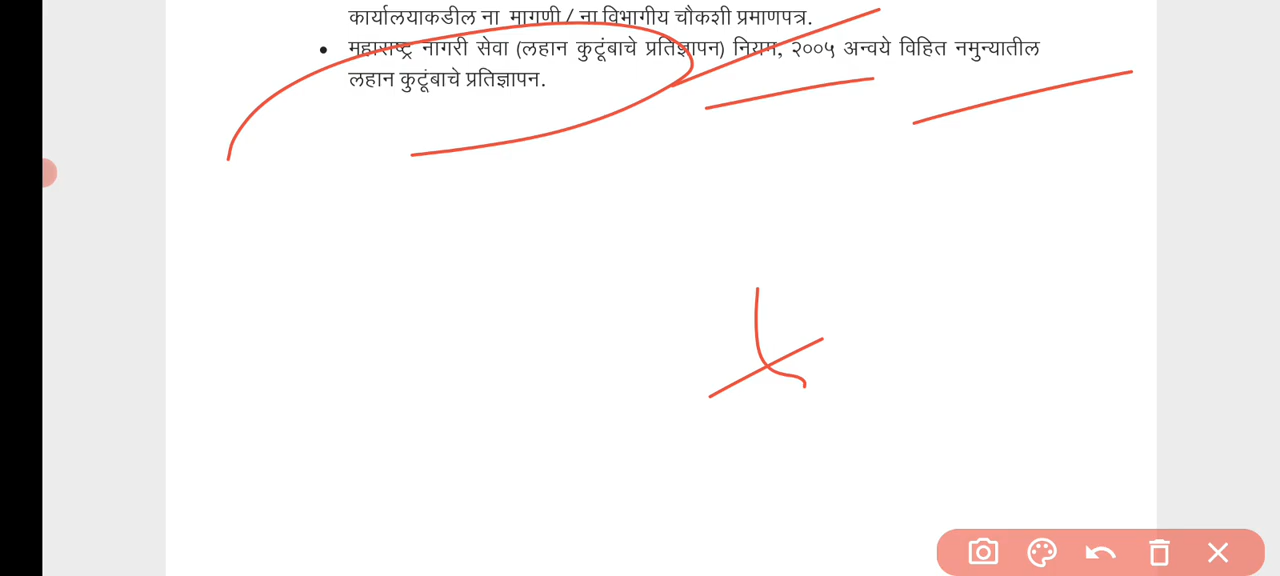 कार्यालयाकडील ना मागणी / ना विभागीय चौकशी प्रमाणपत्र.
• महाराष्ट्र नागरी सेवा (लहान कुटूंबाचे प्रतिज्ञापन) नियम, २००५ अन्वये विहित नमुन्यातील
लहान कुटूंबाचे प्रतिज्ञापन.